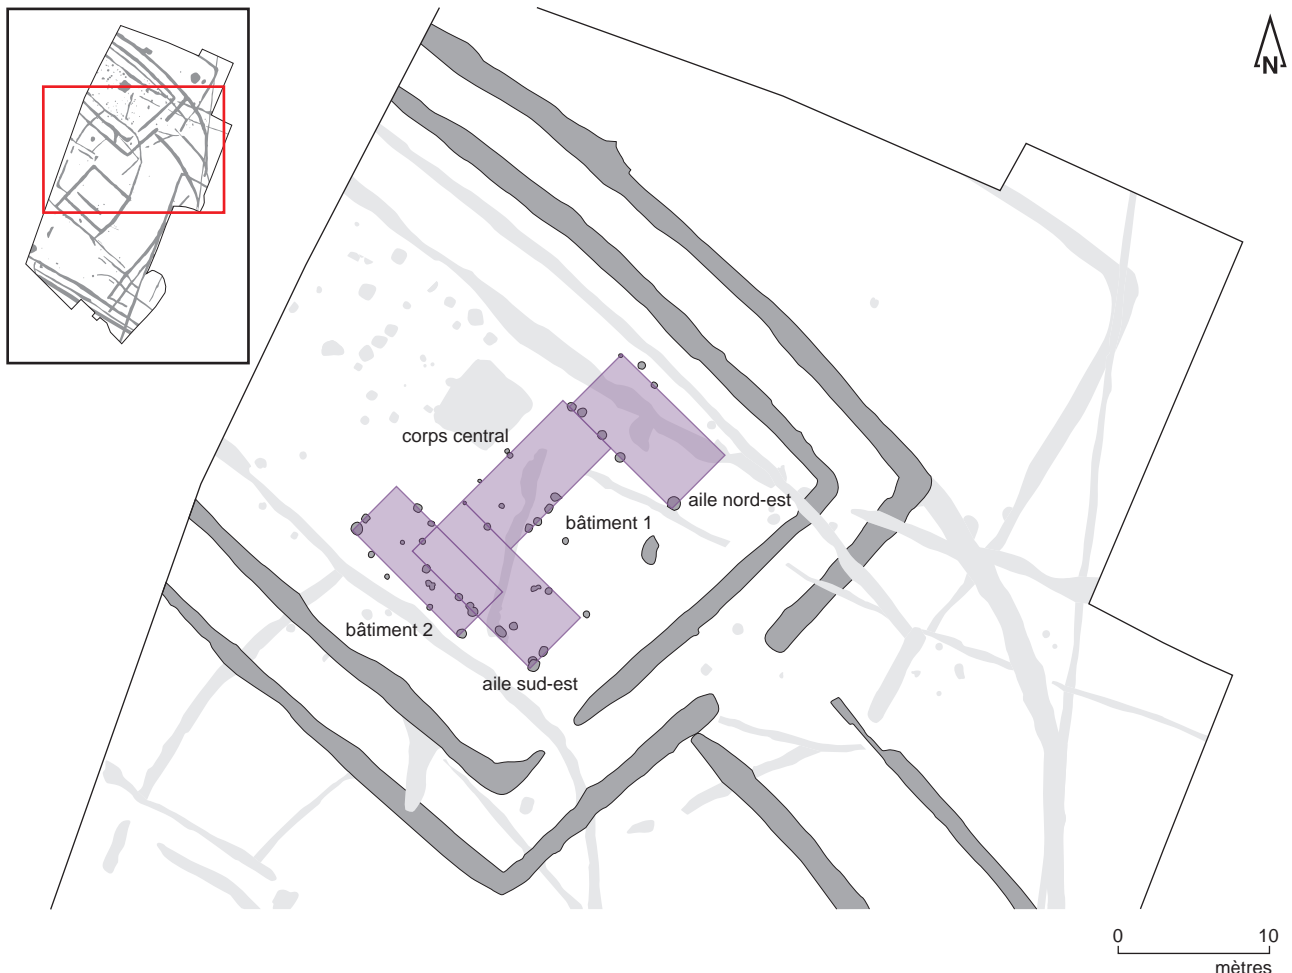 N
corps central
aile nord-est
bâtiment 1
bâtiment 2
aile sud-est
0 10
mètres